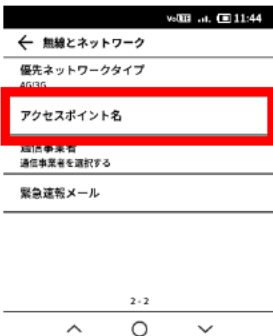 VoLTE 11:44
← 無線とネットワーク
優先ネットワークタイプ
4G/3G
アクセスポイント名
通信事業者
通信事業者を選択する
緊急速報メール
2 - 2